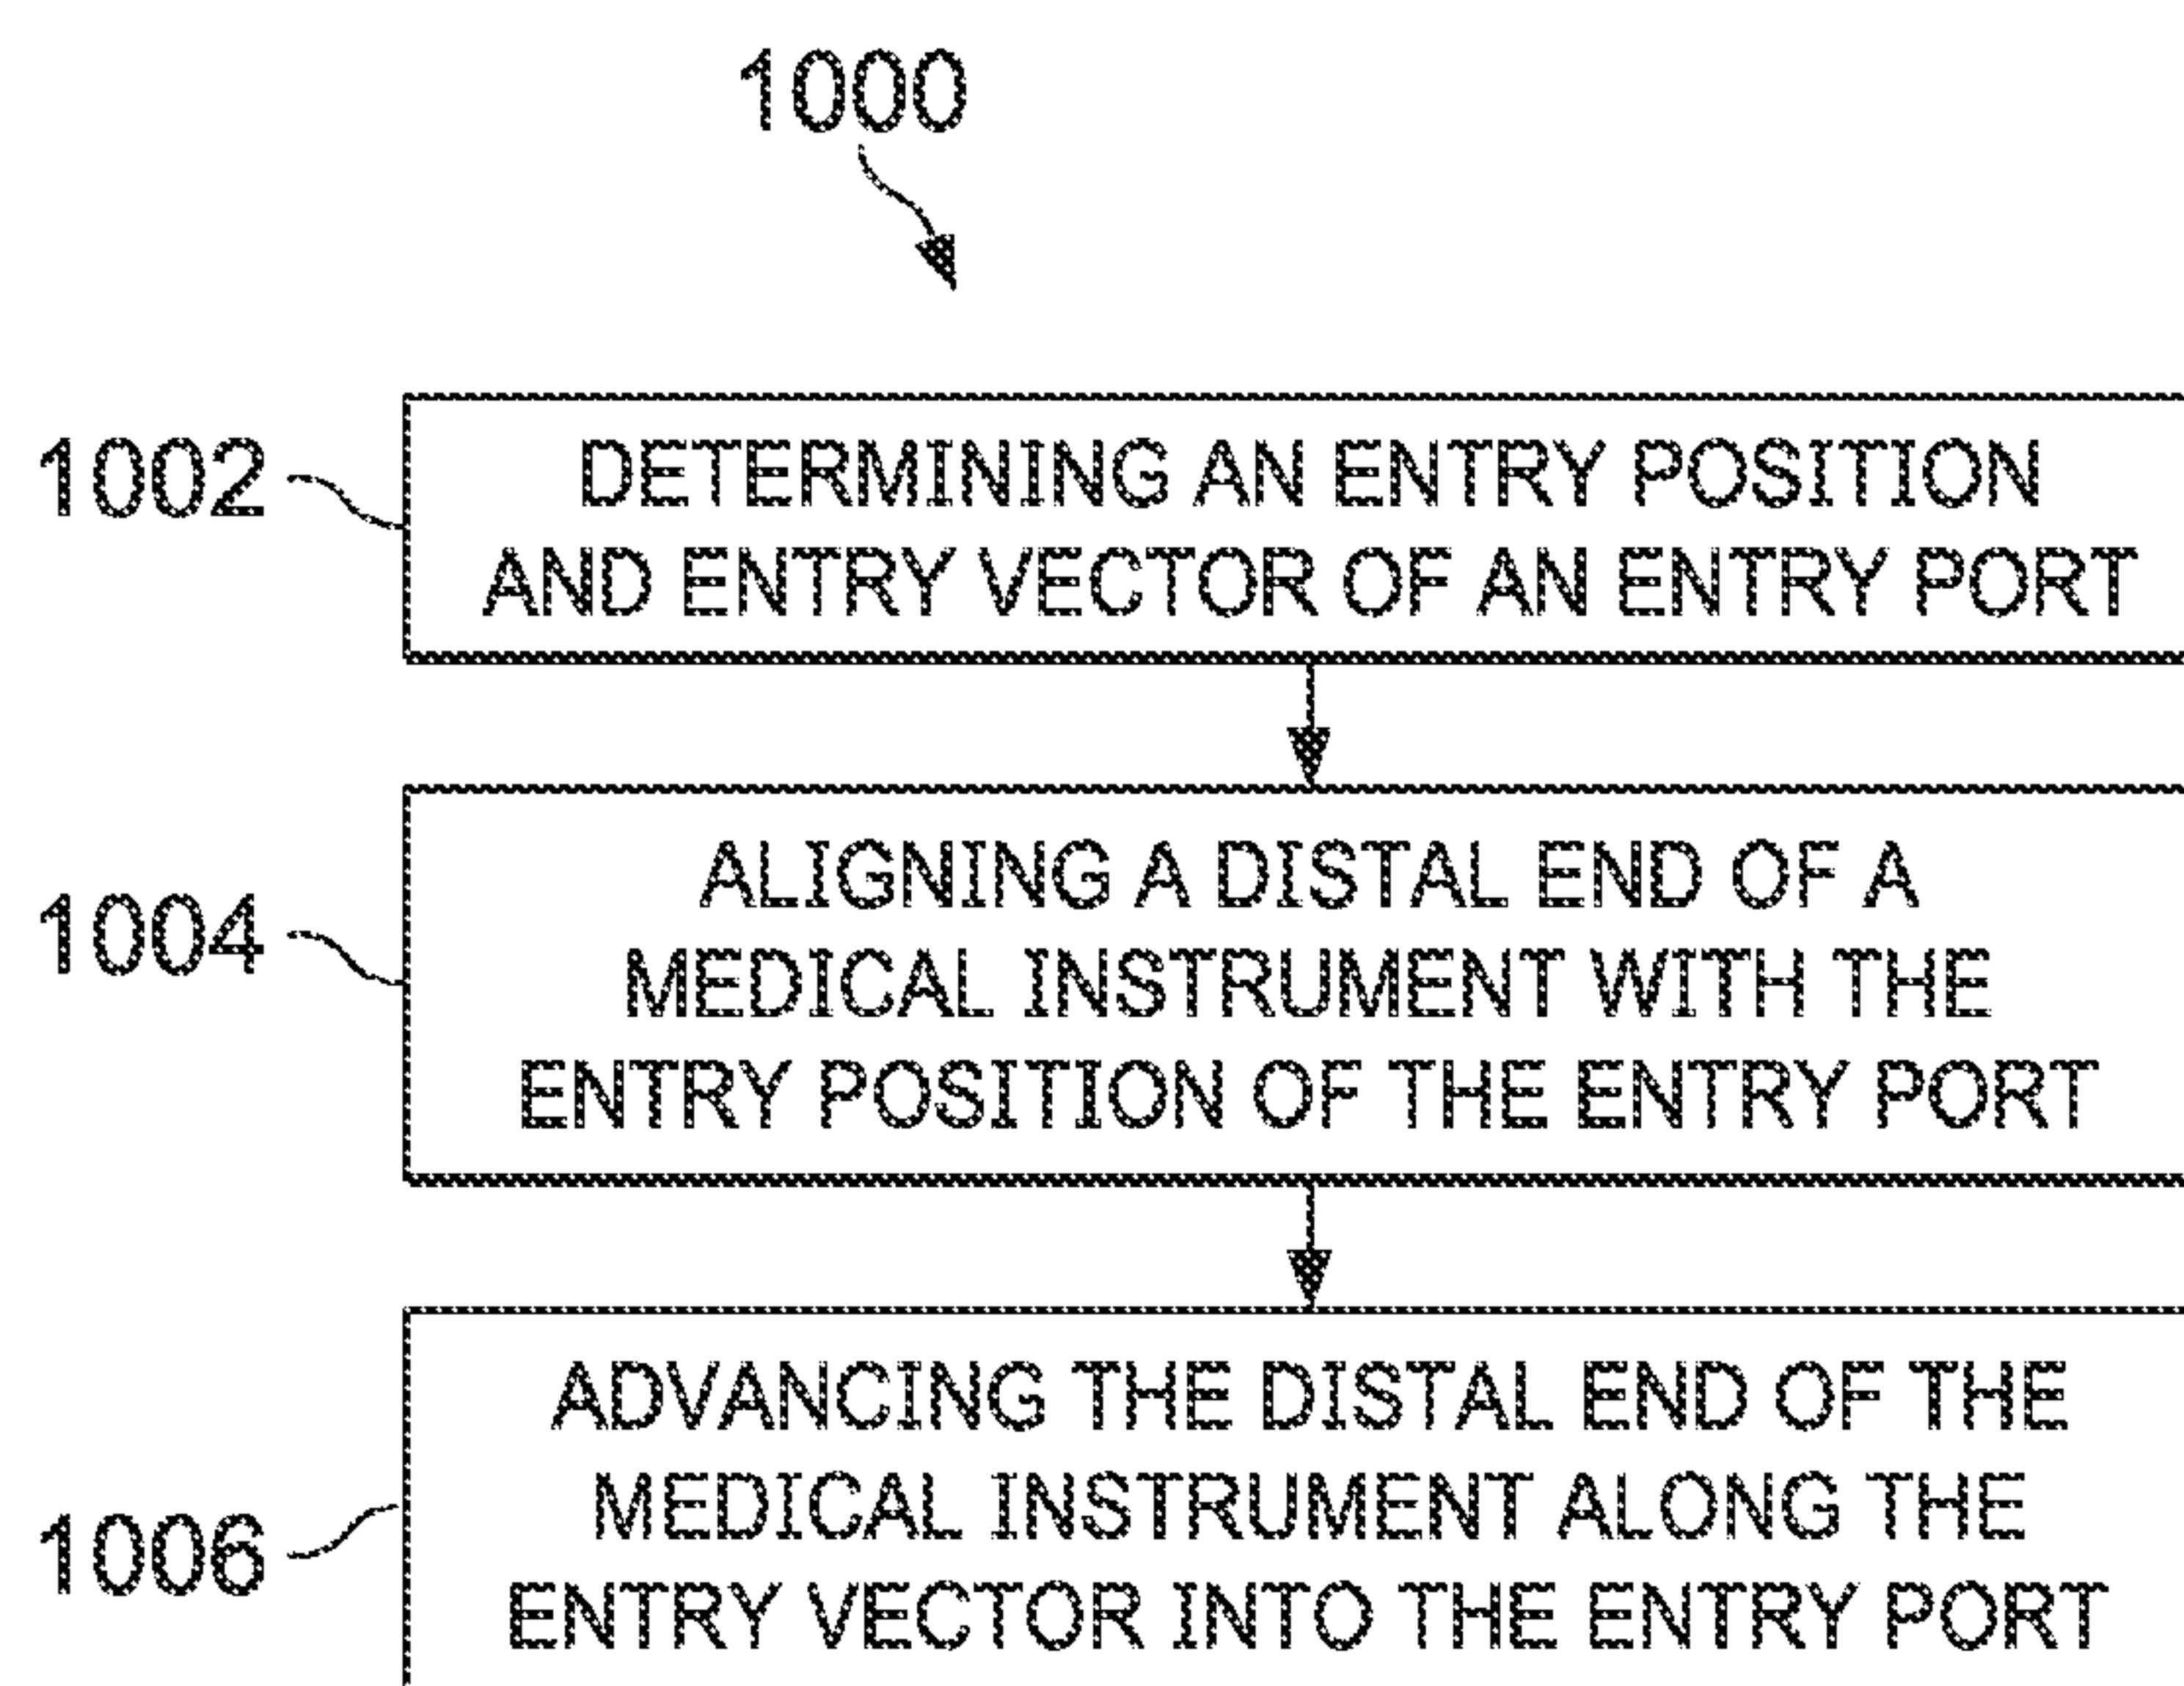 1000
1002
DETERMINING AN ENTRY POSITION
AND ENTRY VECTOR OF AN ENTRY PORT
1004
ALIGNING A DISTAL END OF A
MEDICAL INSTRUMENT WITH THE
ENTRY POSITION OF THE ENTRY PORT
1006
ADVANCING THE DISTAL END OF THE
MEDICAL INSTRUMENT ALONG THE
ENTRY VECTOR INTO THE ENTRY PORT